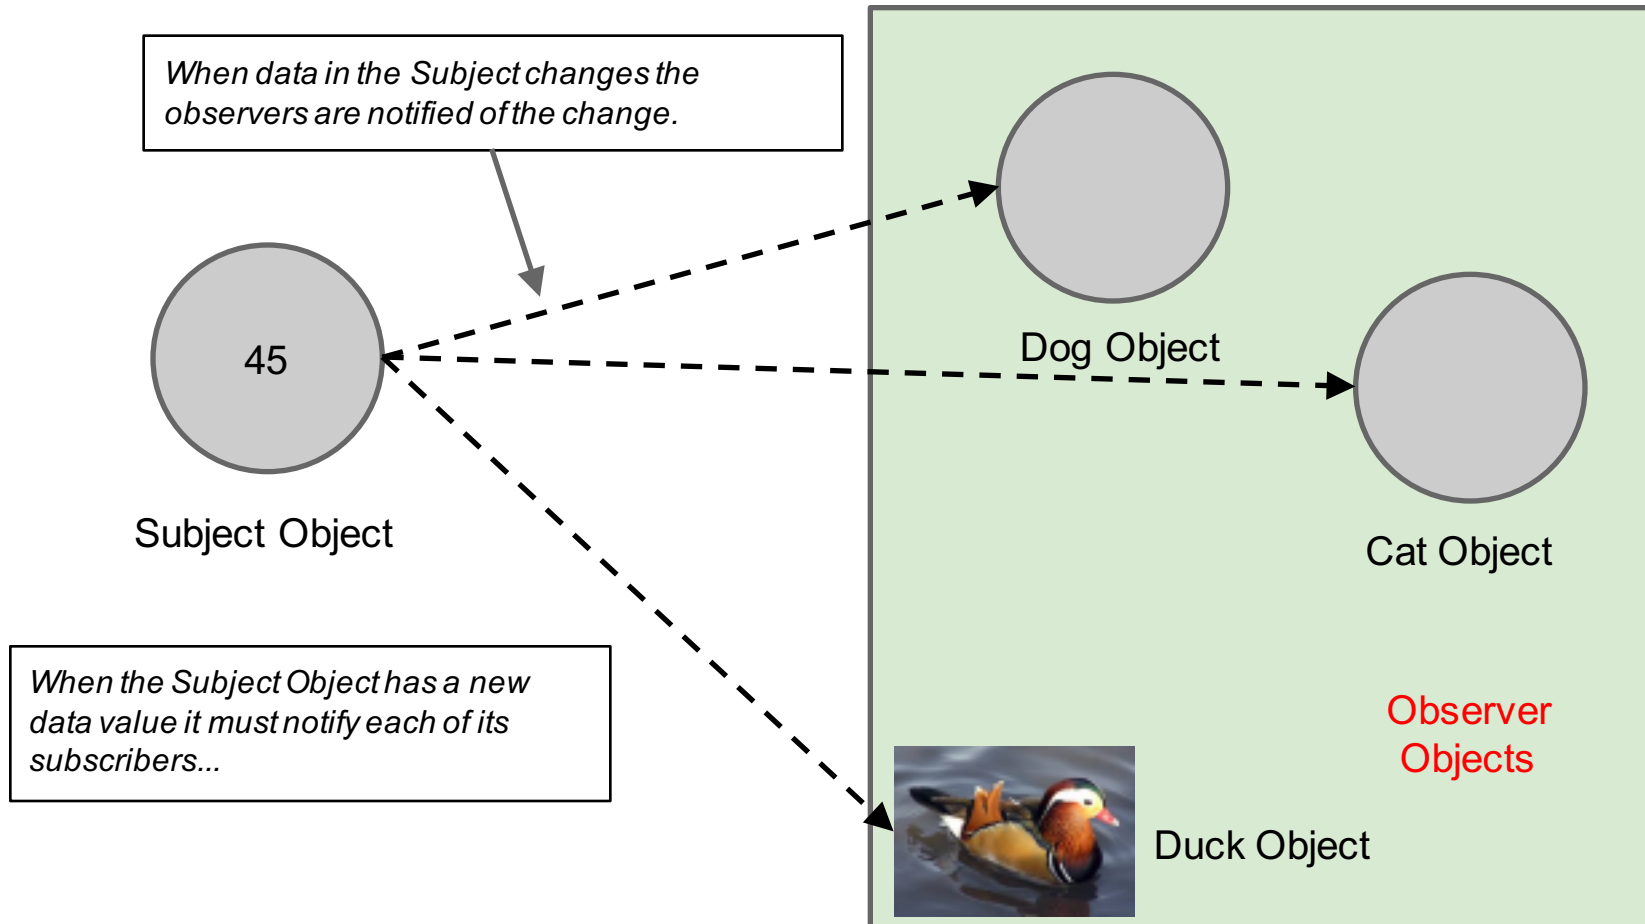 When data in the Subject changes the
observers are notified of the change.
45
Subject Object
Dog Object
Cat Object
When the Subject Object has a new
data value it must notify each of its
subscribers...
Observer
Objects
Duck Object